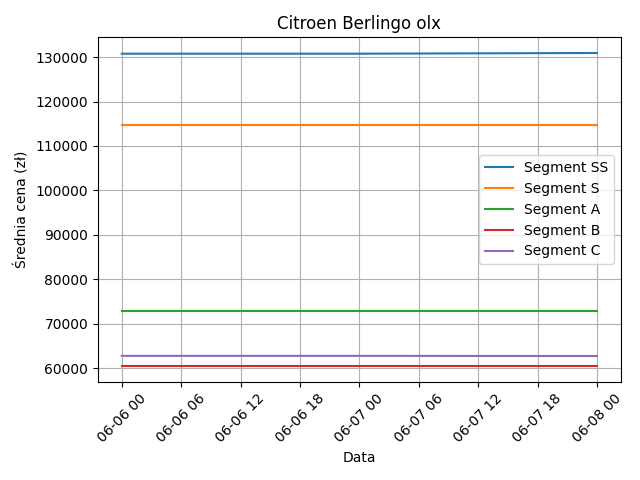 Citroen Berlingo olx
Średnia cena (zł)
130000
120000
110000
100000
90000
80000
70000
60000
Segment SS
Segment S
Segment A
Segment B
Segment C
06-06 00
06-06 06
06-06 12
06-06 18
06-07 00
06-07 06
06-07 12
06-07 18
06-08 00
Data